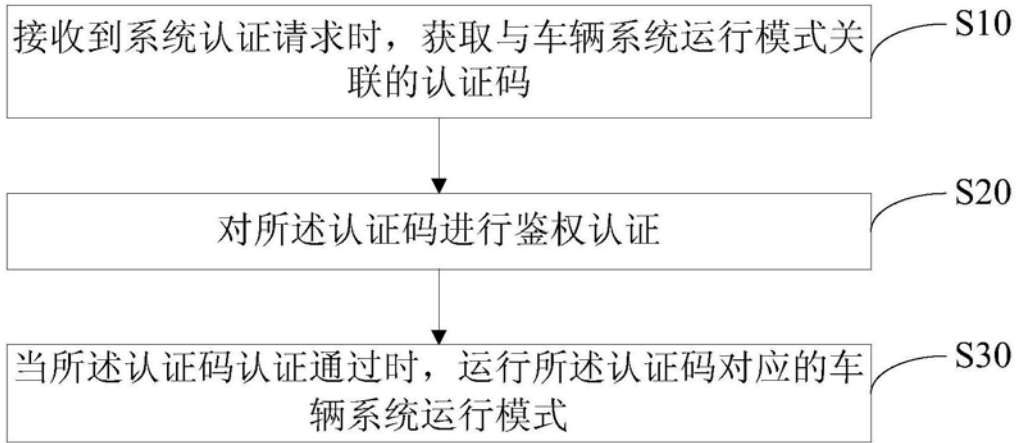 接收到系统认证请求时，获取与车辆系统运行模式关
联的认证码
S10
对所述认证码进行鉴权认证
S20
当所述认证码认证通过时，运行所述认证码对应的车
辆系统运行模式
S30